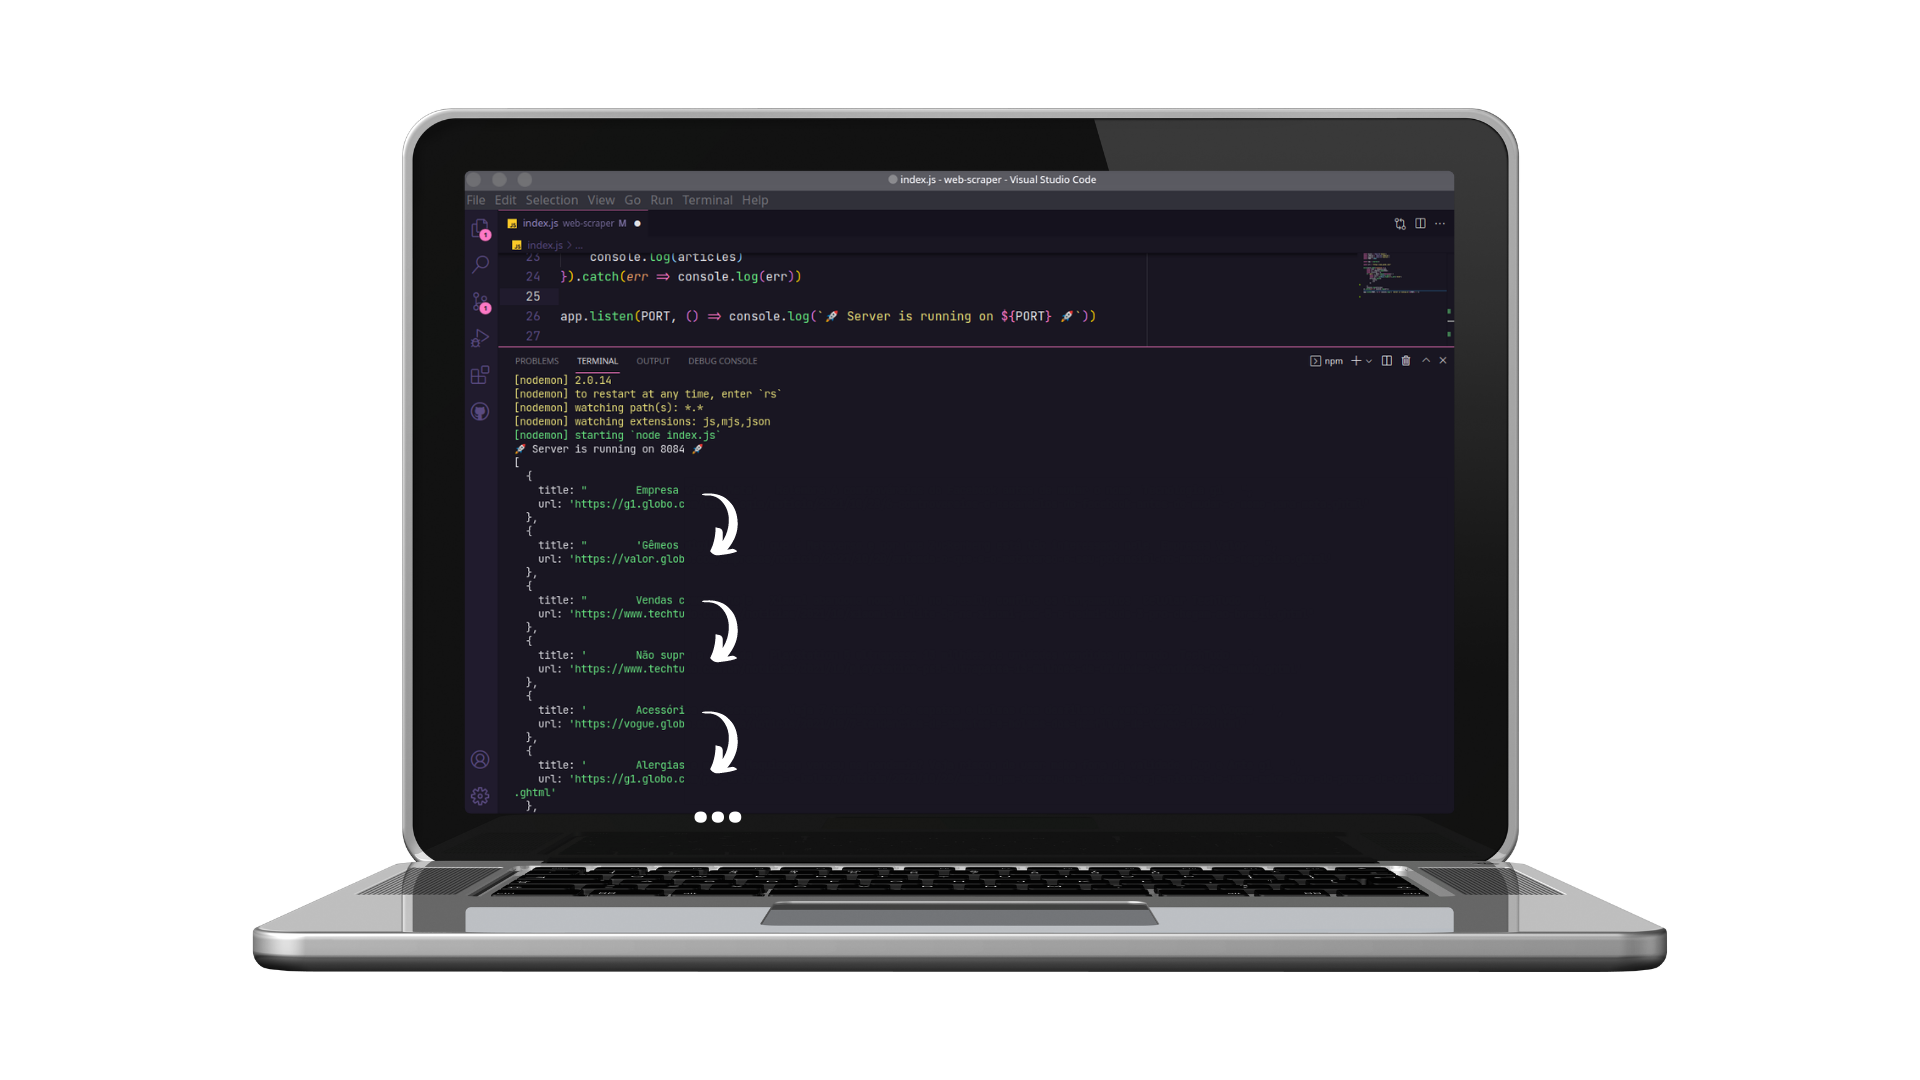 index.js - web-scraper - Visual Studio Code
File Edit Selection View Go Run Terminal Help
index.js web-scraper M
index.js > ...
23 console.log(articles)
24 }).catch(err => console.log(err))
25
26 app.listen(PORT, () => console.log(`🚀 Server is running on ${PORT} 🚀`))
27
PROBLEMS TERMINAL OUTPUT DEBUG CONSOLE npm
[nodemon] 2.0.14
[nodemon] to restart at any time, enter `rs`
[nodemon] watching path(s): *.*
[nodemon] watching extensions: js,mjs,json
[nodemon] starting `node index.js`
🚀 Server is running on 8084 🚀
[
{
title: " Empresa
url: 'https://g1.globo.c
},
{
title: " 'Gêmeos
url: 'https://valor.glob
},
{
title: " Vendas c
url: 'https://www.techtu
},
{
title: ' Não supr
url: 'https://www.techtu
},
{
title: ' Acessóri
url: 'https://vogue.glob
},
{
title: ' Alergias
url: 'https://g1.globo.c
.ghtml'
},